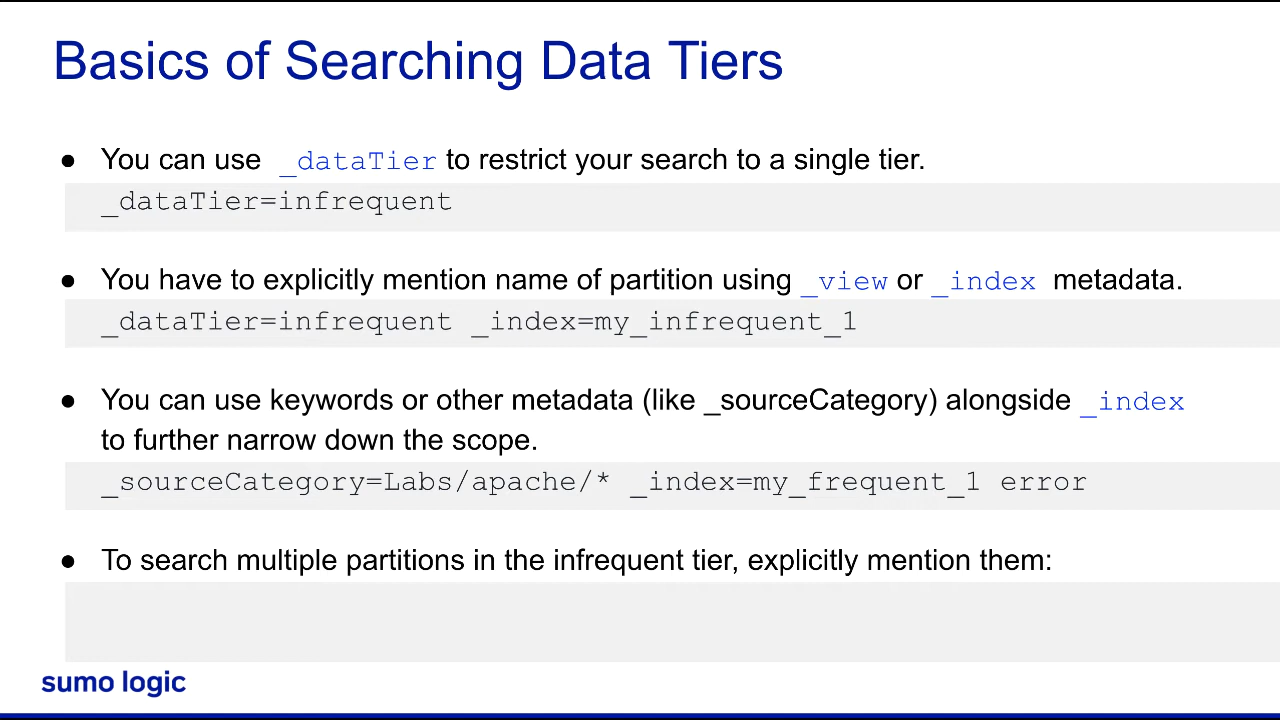 Basics of Searching Data Tiers
● You can use _dataTier to restrict your search to a single tier.
_dataTier=infrequent
● You have to explicitly mention name of partition using _view or _index metadata.
_dataTier=infrequent _index=my_infrequent_1
● You can use keywords or other metadata (like _sourceCategory) alongside _index
to further narrow down the scope.
_sourceCategory=Labs/apache/* _index=my_frequent_1 error
● To search multiple partitions in the infrequent tier, explicitly mention them:
sumo logic